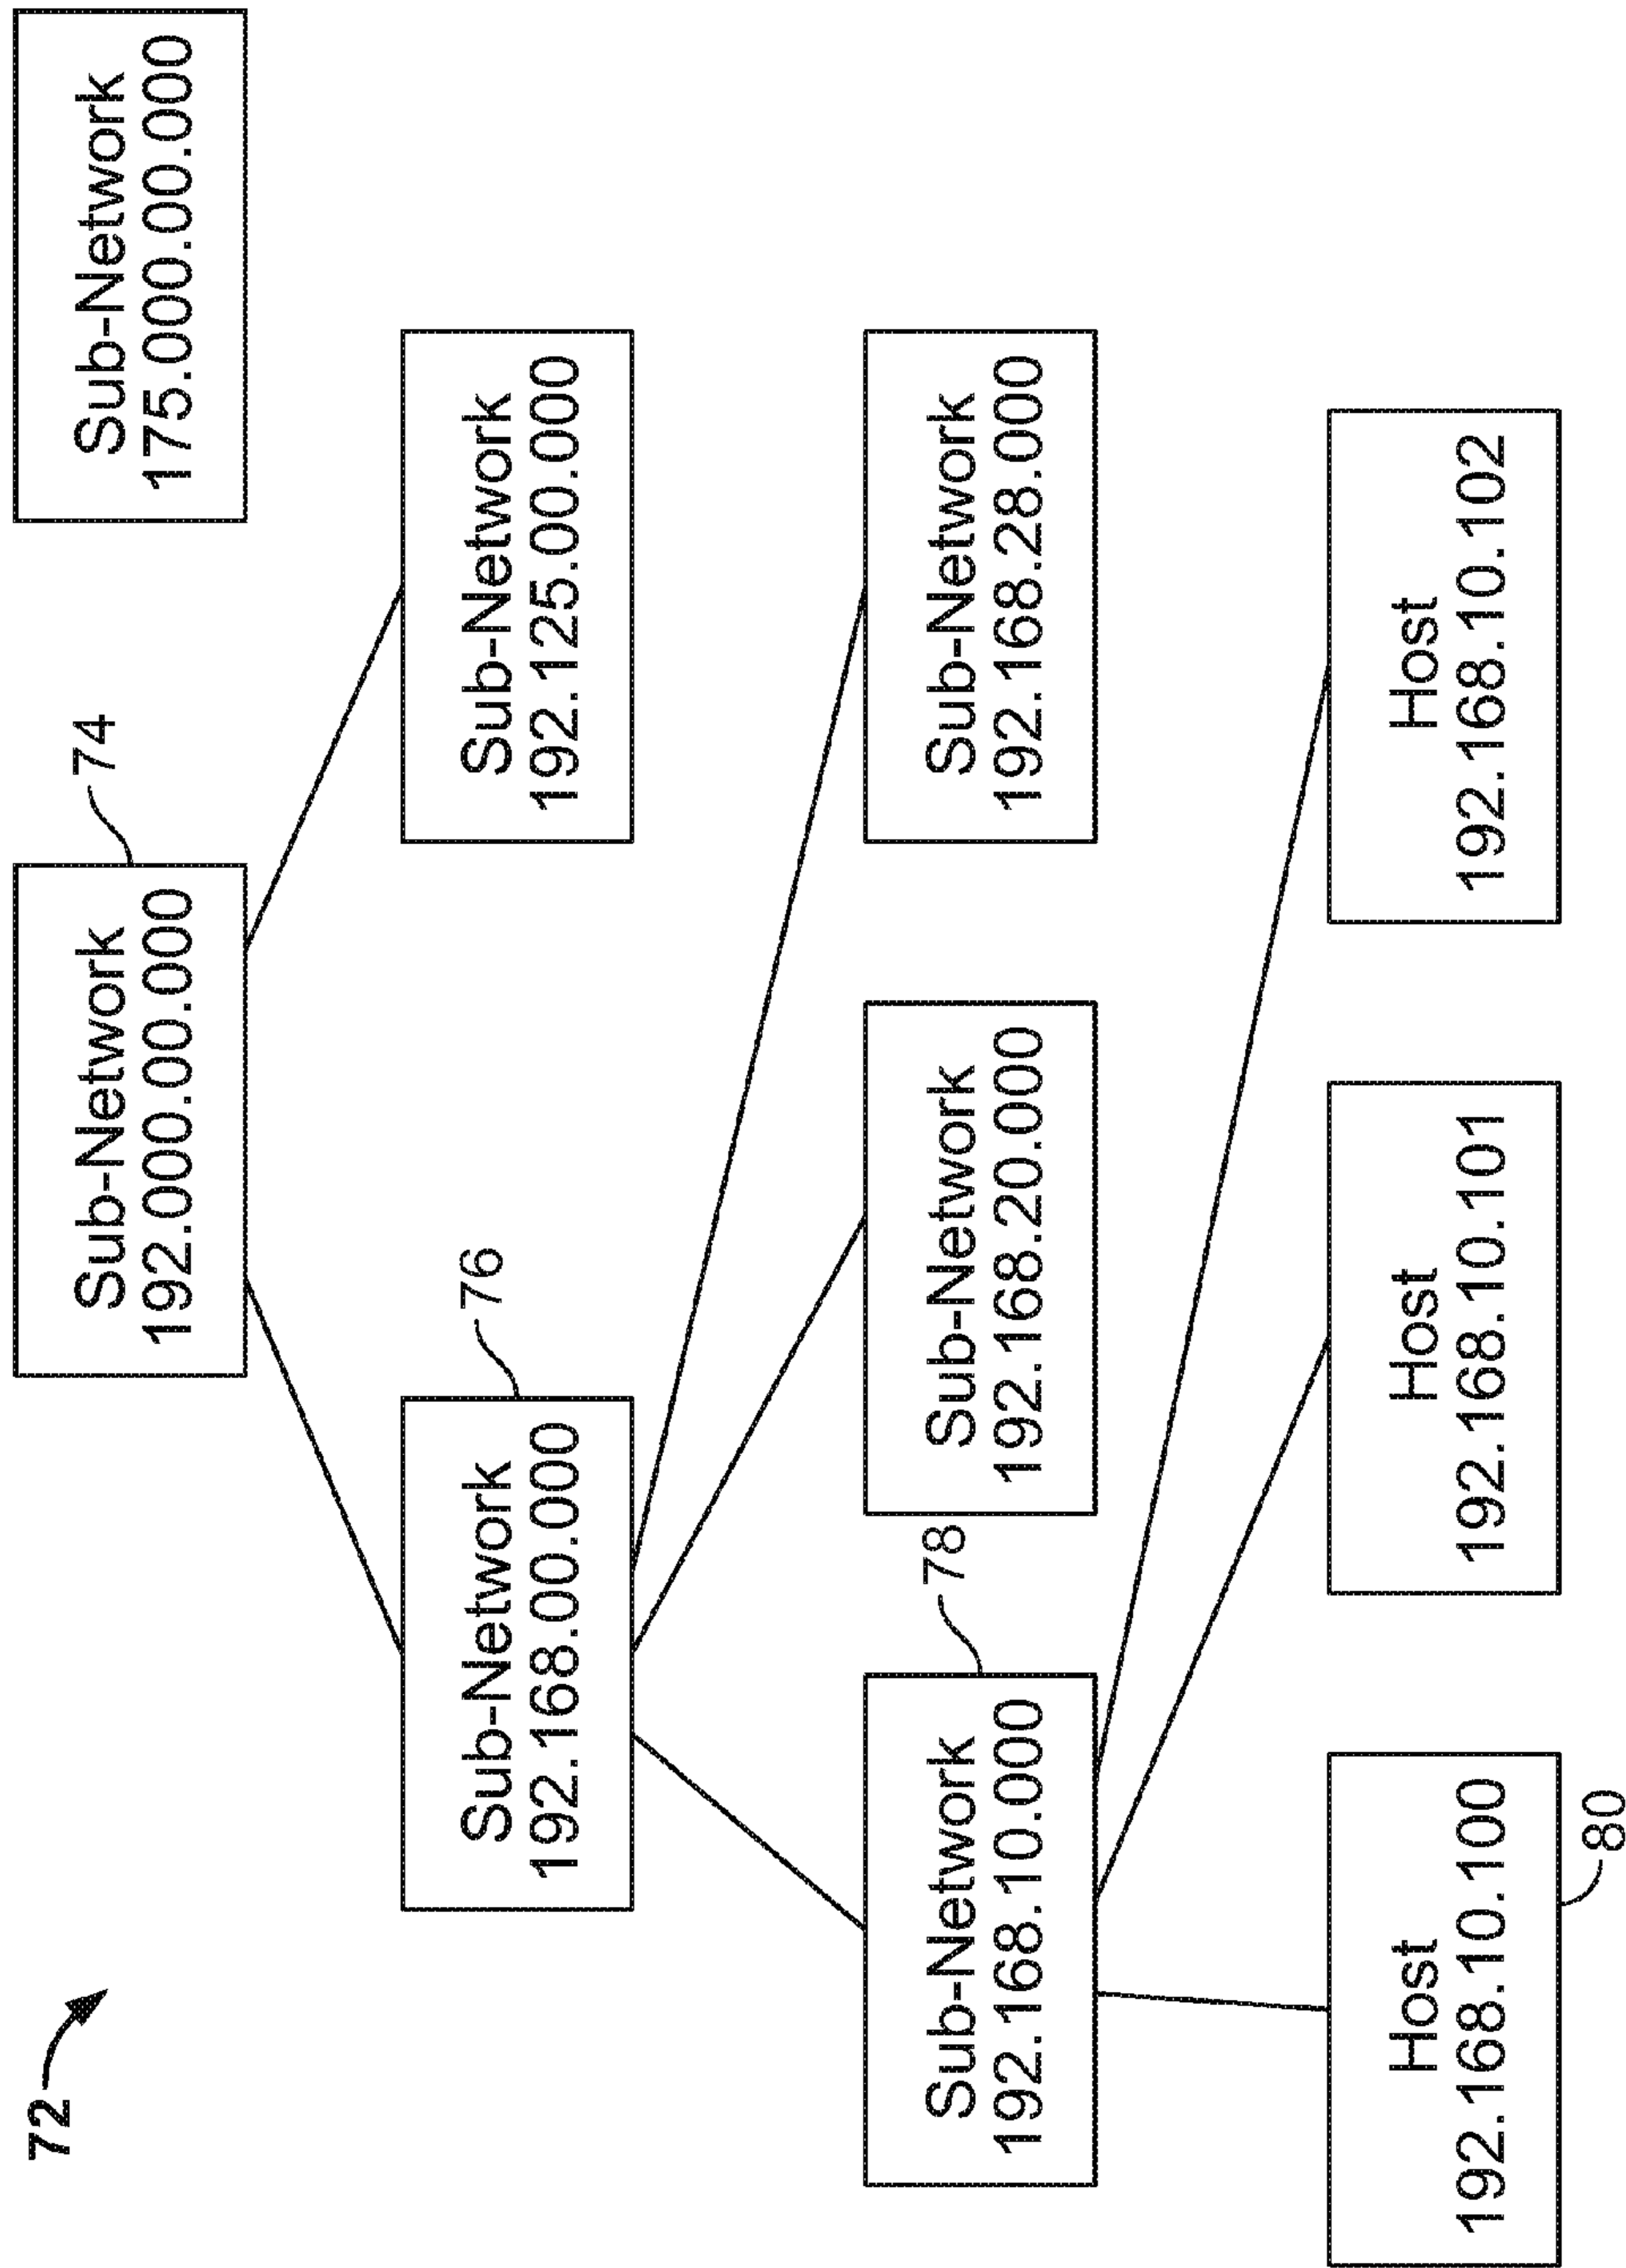 72
Sub-Network
192.000.00.000
74
Sub-Network
175.000.00.000
Sub-Network
192.168.00.000
76
Sub-Network
192.125.00.000
Sub-Network
192.168.10.000
78
Sub-Network
192.168.20.000
Sub-Network
192.168.28.000
Host
192.168.10.100
80
Host
192.168.10.101
Host
192.168.10.102